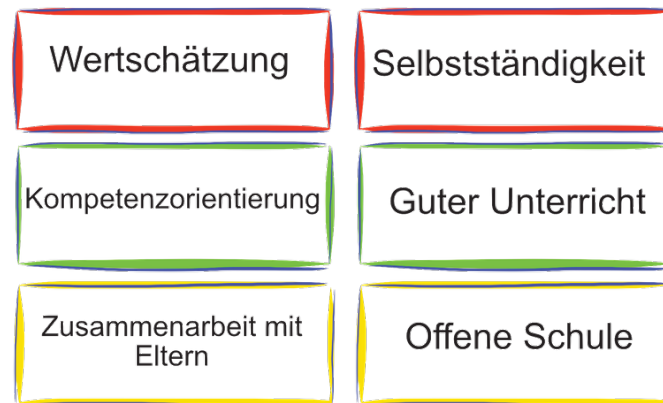 Wertschätzung
Selbstständigkeit
Kompetenzorientierung
Guter Unterricht
Zusammenarbeit mit
Eltern
Offene Schule